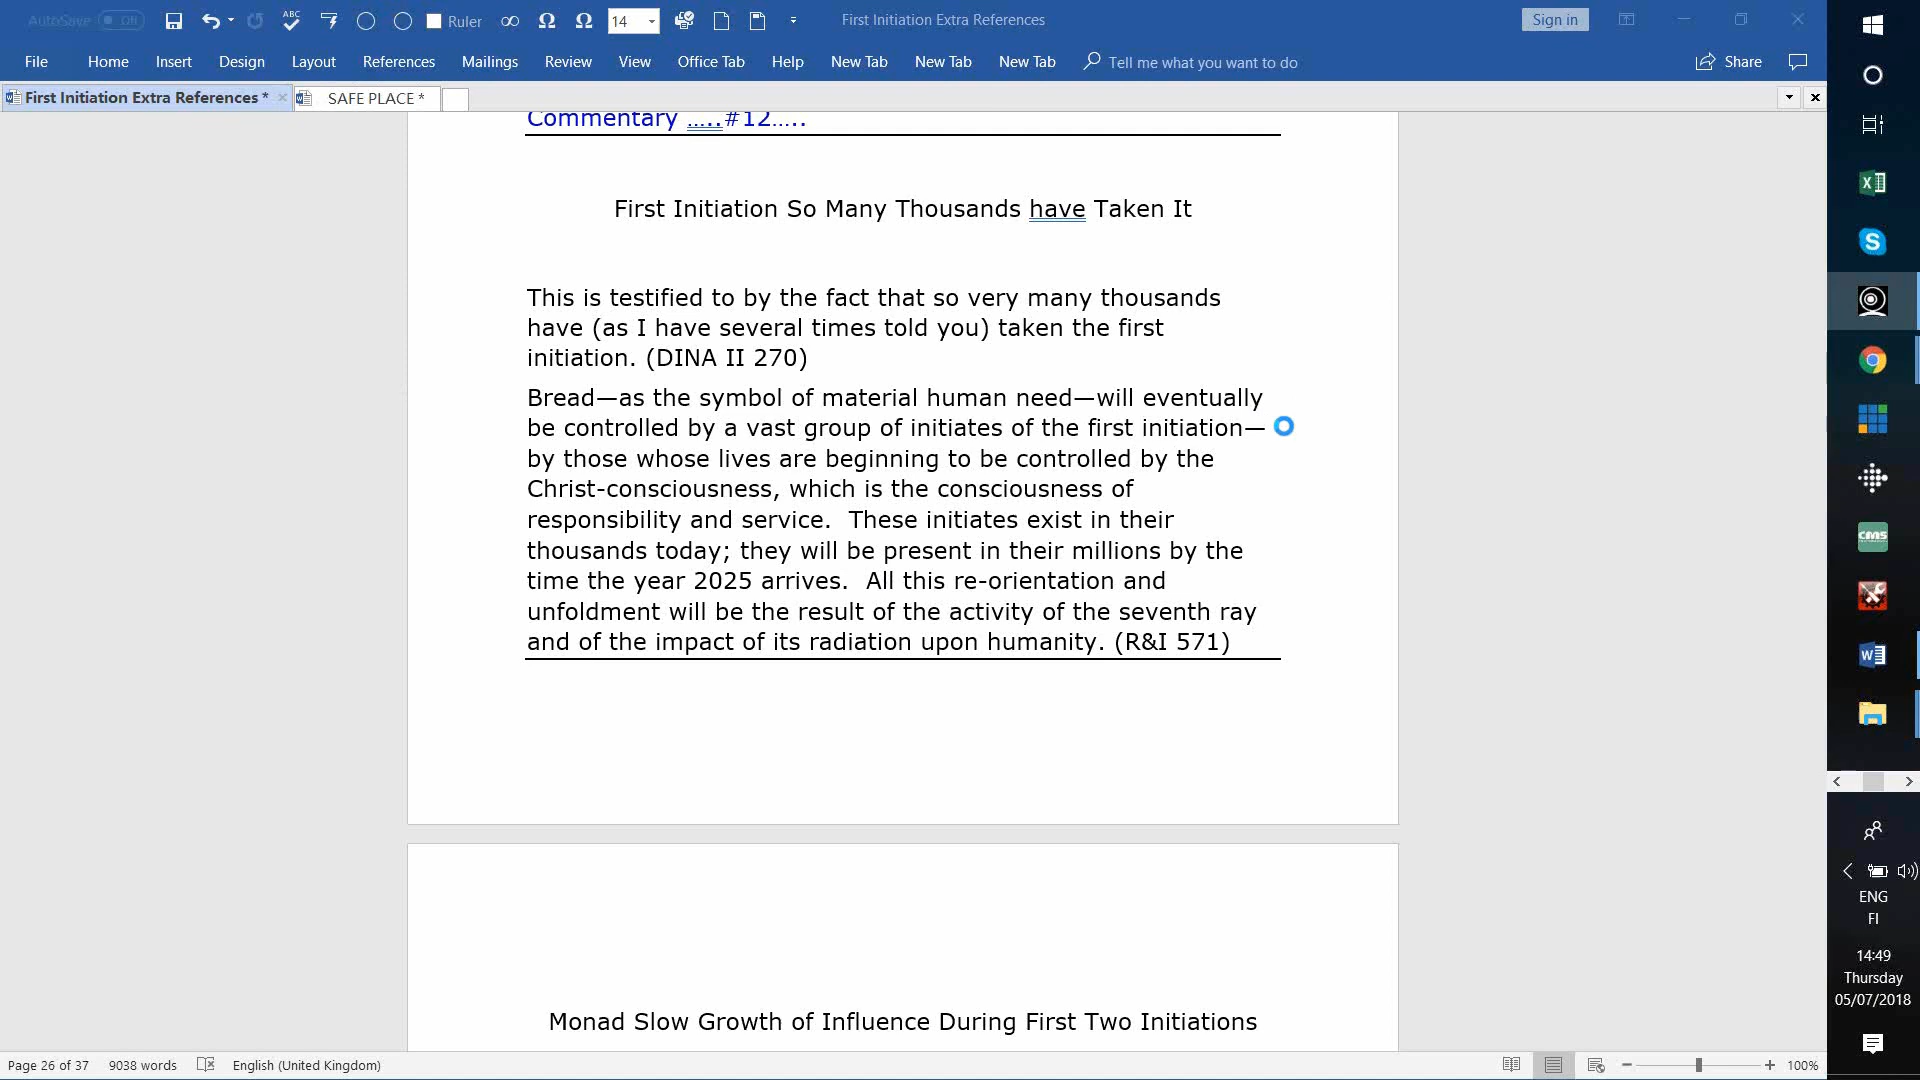 AutoSave Off
ABC
Ruler
14
First Initiation Extra References
Sign in
File Home Insert Design Layout References Mailings Review View Office Tab Help New Tab New Tab New Tab Tell me what you want to do Share
First Initiation Extra References * SAFE PLACE *
Commentary …..#12…..
First Initiation So Many Thousands have Taken It
This is testified to by the fact that so very many thousands
have (as I have several times told you) taken the first
initiation. (DINA II 270)
Bread—as the symbol of material human need—will eventually
be controlled by a vast group of initiates of the first initiation—
by those whose lives are beginning to be controlled by the
Christ-consciousness, which is the consciousness of
responsibility and service.  These initiates exist in their
thousands today; they will be present in their millions by the
time the year 2025 arrives.  All this re-orientation and
unfoldment will be the result of the activity of the seventh ray
and of the impact of its radiation upon humanity. (R&I 571)
Monad Slow Growth of Influence During First Two Initiations
Page 26 of 37 9038 words English (United Kingdom) 100%
CMS
ENG
FI
14:49
Thursday
05/07/2018